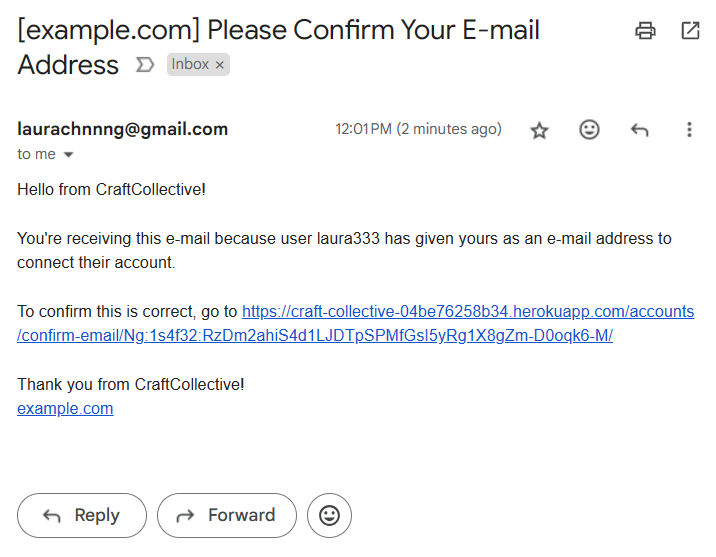 [example.com] Please Confirm Your E-mail
Address Inbox ×
laurachnnng@gmail.com 12:01 PM (2 minutes ago)
to me
Hello from CraftCollective!
You're receiving this e-mail because user laura333 has given yours as an e-mail address to
connect their account.
To confirm this is correct, go to https://craft-collective-04be76258b34.herokuapp.com/accounts
/confirm-email/Ng:1s4f32:RzDm2ahiS4d1LJDTpSPMfGsI5yRg1X8gZm-D0oqk6-M/
Thank you from CraftCollective!
example.com
Reply Forward